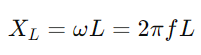 X_L = ωL = 2πfL